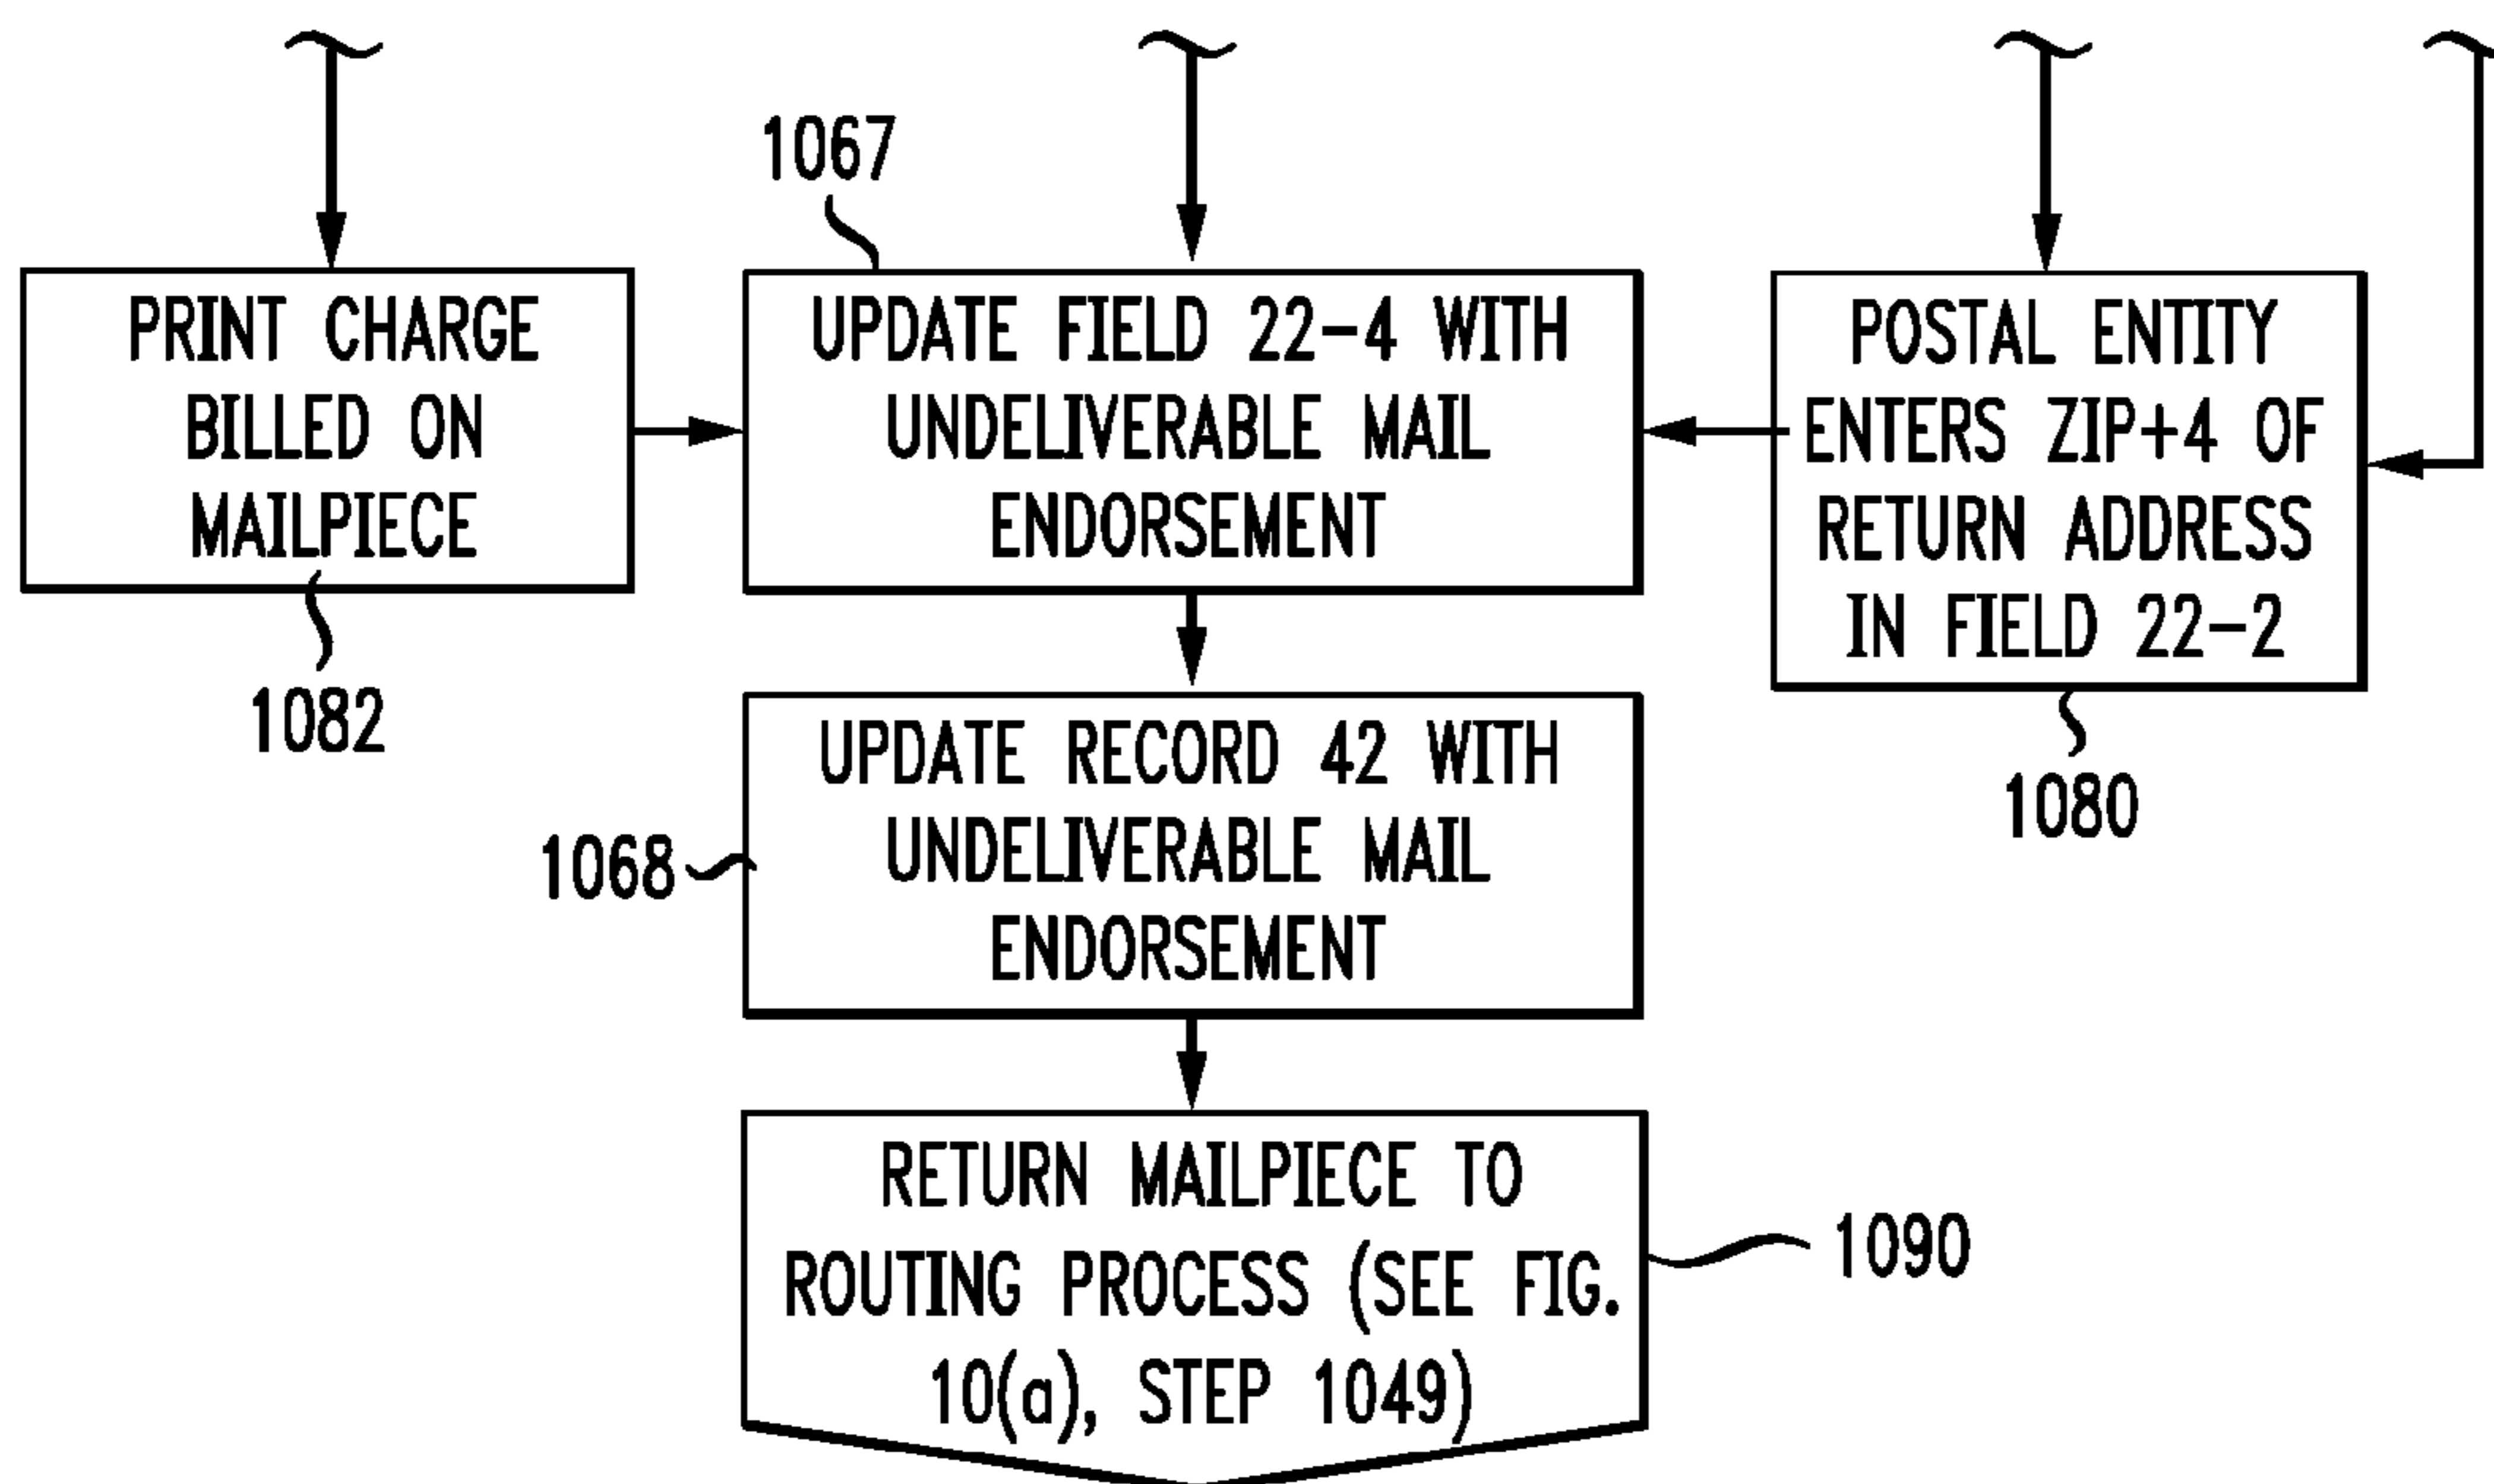 1067
PRINT CHARGE
BILLED ON
MAILPIECE
1082
UPDATE FIELD 22-4 WITH
UNDELIVERABLE MAIL
ENDORSEMENT
POSTAL ENTITY
ENTERS ZIP+4 OF
RETURN ADDRESS
IN FIELD 22-2
1080
1068
UPDATE RECORD 42 WITH
UNDELIVERABLE MAIL
ENDORSEMENT
RETURN MAILPIECE TO
ROUTING PROCESS (SEE FIG.
10(a), STEP 1049)
1090